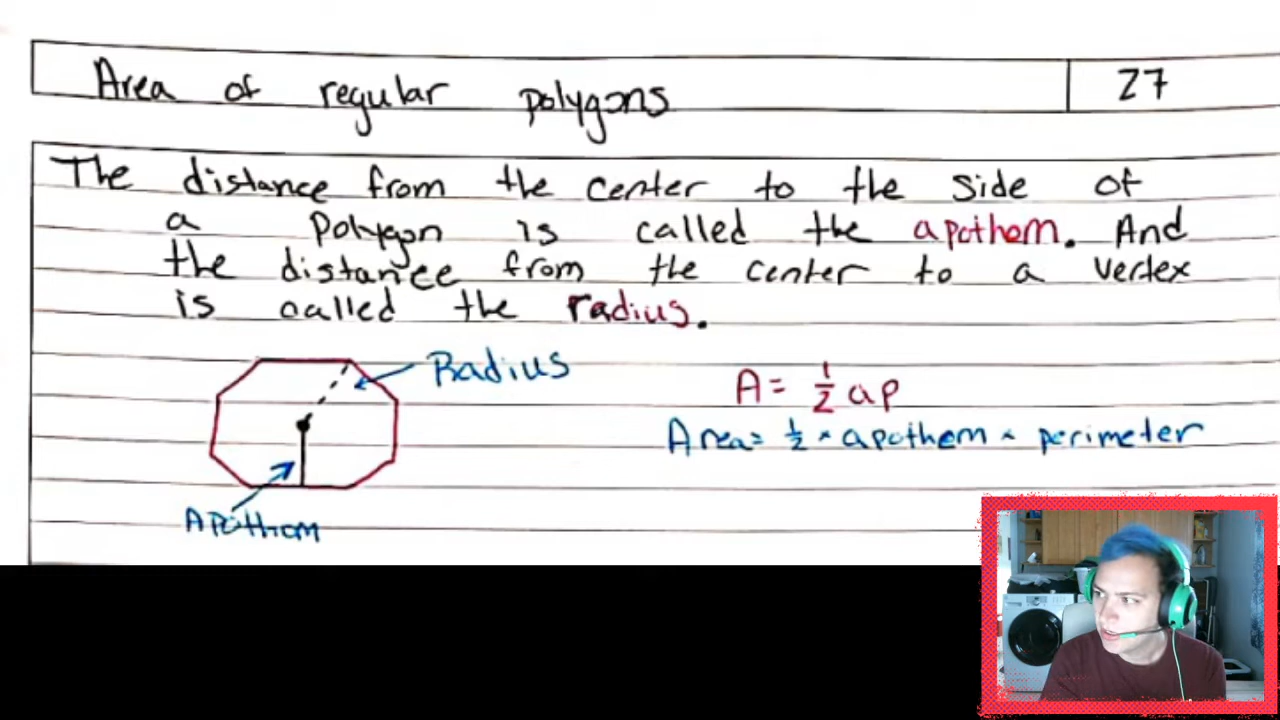 Area of regular polygons 27
The distance from the center to the side of
a Polygon is called the apothem. And
the distance from the center to a vertex
is called the radius.
Radius
A = 1/2 ap
Area = 1/2 × apothem × perimeter
Apothem